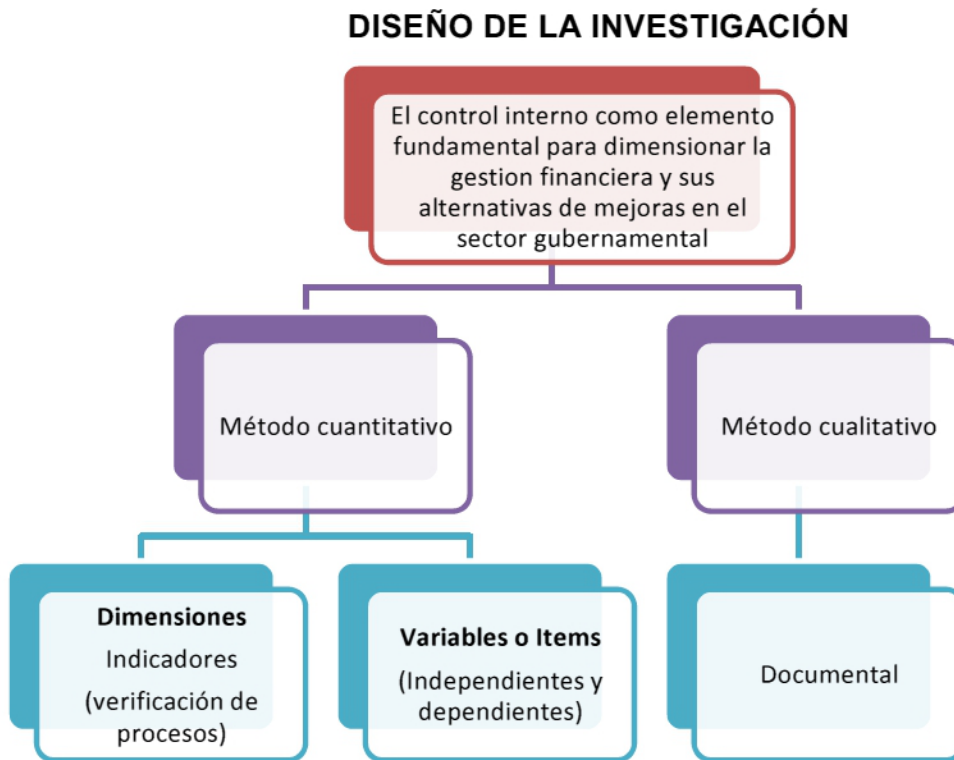 DISEÑO DE LA INVESTIGACIÓN
El control interno como elemento
fundamental para dimensionar la
gestion financiera y sus
alternativas de mejoras en el
sector gubernamental
Método cuantitativo
Método cualitativo
Dimensiones
Indicadores
(verificación de
procesos)
Variables o Items
(Independientes y
dependientes)
Documental